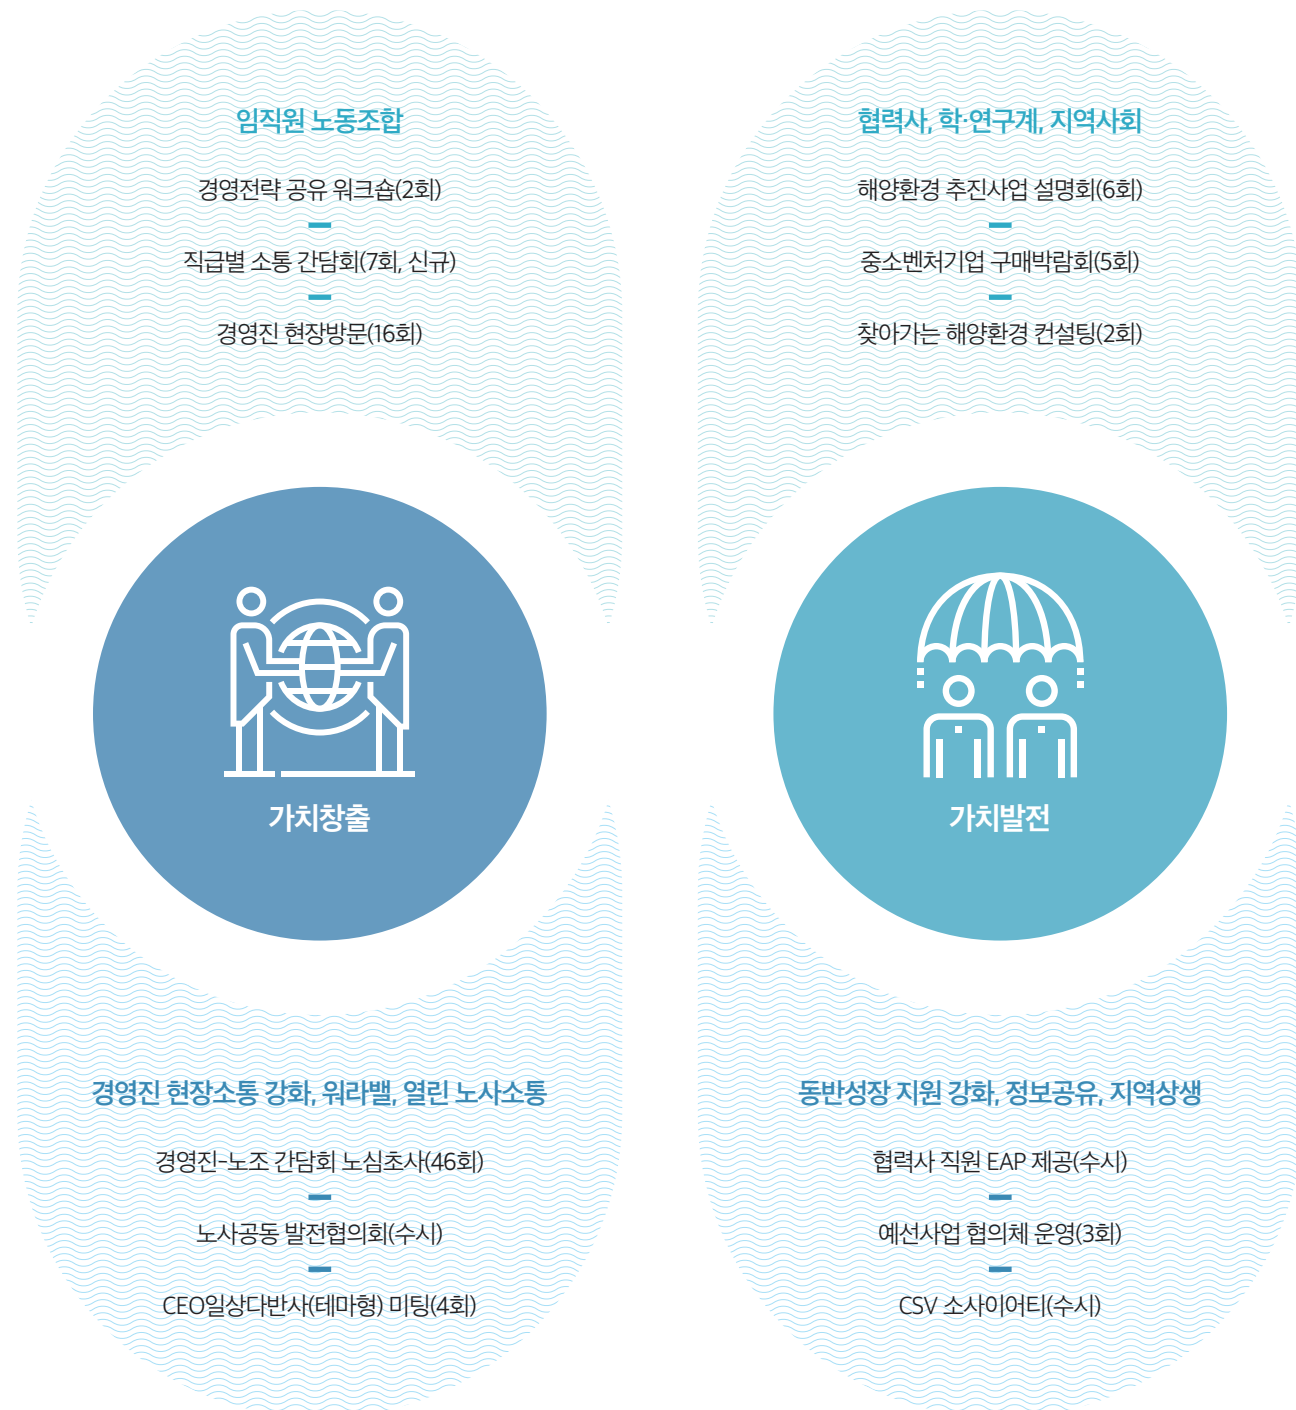 임직원 노동조합
경영전략 공유 워크숍(2회)
직급별 소통 간담회(7회, 신규)
경영진 현장방문(16회)
가치창출
경영진 현장소통 강화, 워라밸, 열린 노사소통
경영진-노조 간담회 노심초사(46회)
노사공동 발전협의회(수시)
CEO일상다반사(테마형) 미팅(4회)
협력사, 학·연구계, 지역사회
해양환경 추진사업 설명회(6회)
중소벤처기업 구매박람회(5회)
찾아가는 해양환경 컨설팅(2회)
가치발전
동반성장 지원 강화, 정보공유, 지역상생
협력사 직원 EAP 제공(수시)
예선사업 협의체 운영(3회)
CSV 소사이어티(수시)